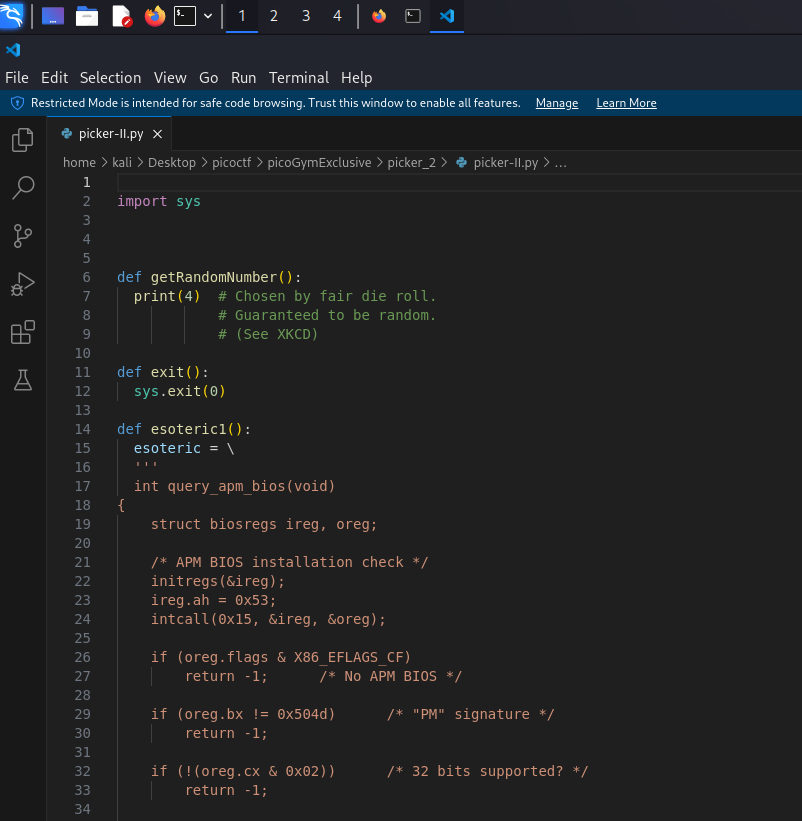 1 2 3 4
File Edit Selection View Go Run Terminal Help
Restricted Mode is intended for safe code browsing. Trust this window to enable all features. Manage Learn More
picker-II.py
home > kali > Desktop > picoctf > picoGymExclusive > picker_2 > picker-II.py > ...
1
2 import sys
3
4
5
6 def getRandomNumber():
7   print(4)  # Chosen by fair die roll.
8             # Guaranteed to be random.
9             # (See XKCD)
10
11 def exit():
12   sys.exit(0)
13
14 def esoteric1():
15   esoteric = \
16   '''
17   int query_apm_bios(void)
18 {
19     struct biosregs ireg, oreg;
20
21     /* APM BIOS installation check */
22     initregs(&ireg);
23     ireg.ah = 0x53;
24     intcall(0x15, &ireg, &oreg);
25
26     if (oreg.flags & X86_EFLAGS_CF)
27         return -1;      /* No APM BIOS */
28
29     if (oreg.bx != 0x504d)      /* "PM" signature */
30         return -1;
31
32     if (!(oreg.cx & 0x02))      /* 32 bits supported? */
33         return -1;
34